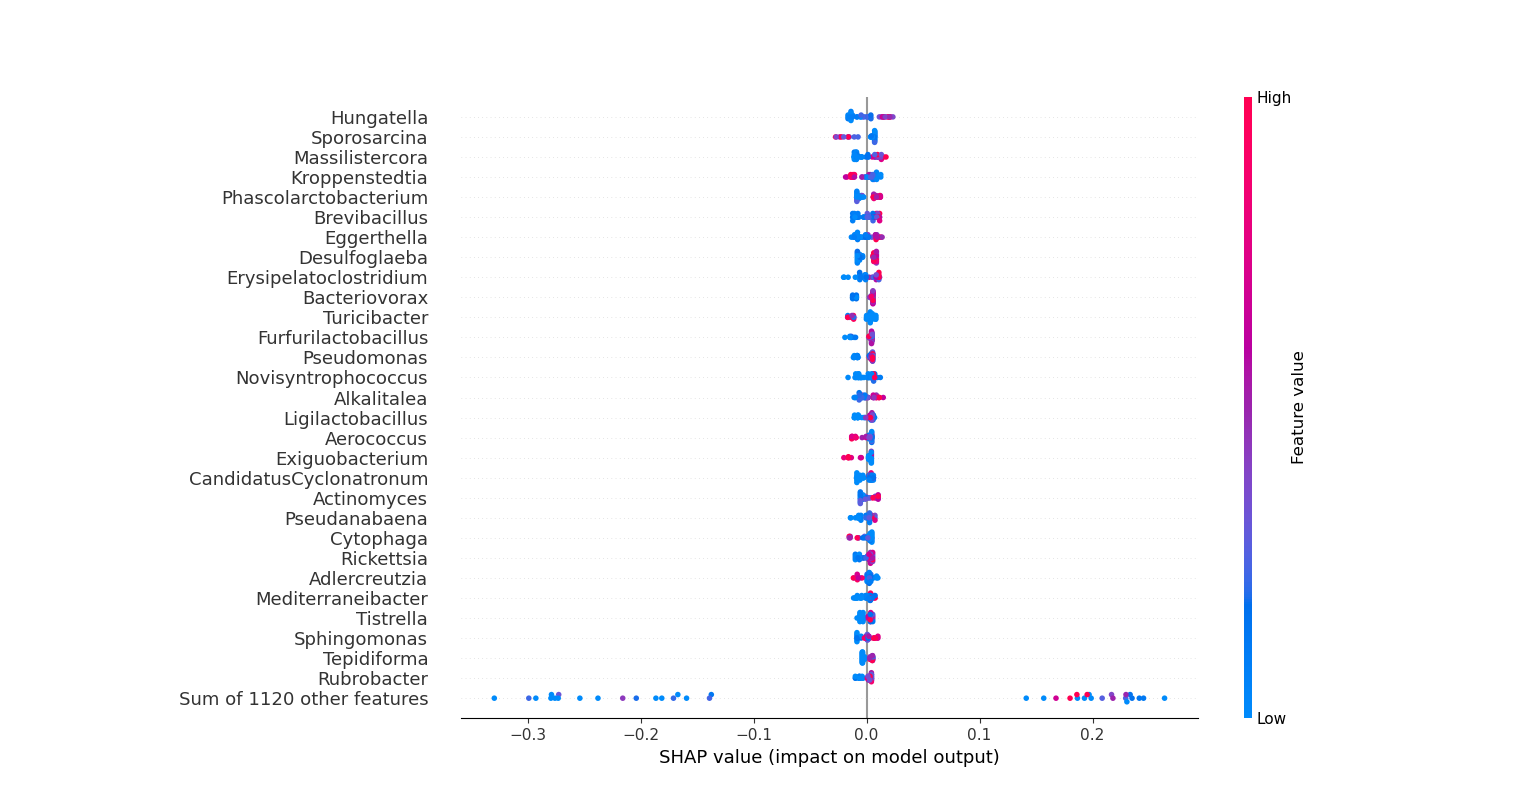 High
Hungatella
Sporosarcina
Massilistercora
Kroppenstedtia
Phascolarctobacterium
Brevibacillus
Eggerthella
Desulfoglaeba
Erysipelatoclostridium
Bacteriovorax
Turicibacter
Furfurilactobacillus
Pseudomonas
Novisyntrophococcus
Alkalitalea
Ligilactobacillus
Aerococcus
Exiguobacterium
CandidatusCyclonatronum
Actinomyces
Pseudanabaena
Cytophaga
Rickettsia
Adlercreutzia
Mediterraneibacter
Tistrella
Sphingomonas
Tepidiforma
Rubrobacter
Sum of 1120 other features
Feature value
Low
−0.3 −0.2 −0.1 0.0 0.1 0.2
SHAP value (impact on model output)